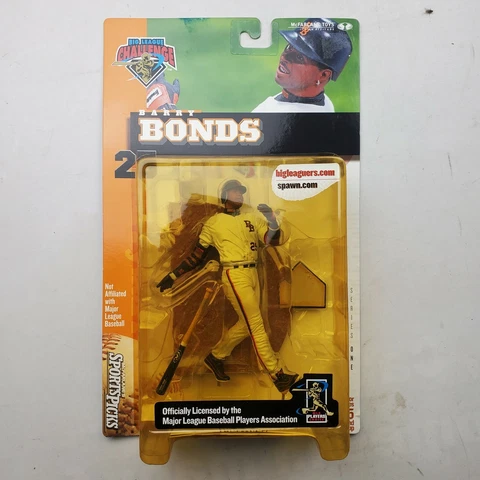 McFARLANE TOYS
BIG LEAGUE
CHALLENGE
BARRY
BONDS
25
bigleaguers.com
spawn.com
Not
Affiliated
with
Major
League
Baseball
SERIES ONE
SPORTSPICKS
Officially Licensed by the
Major League Baseball Players Association
PLAYERS